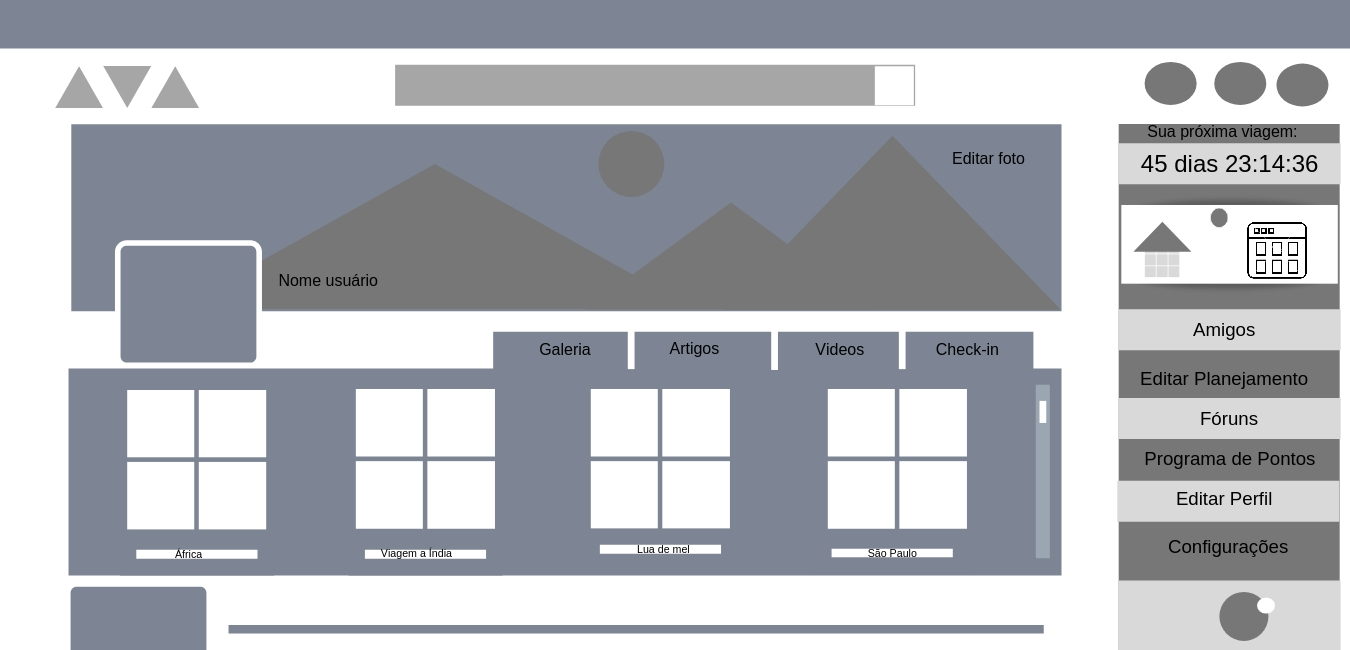 Sua próxima viagem:
45 dias 23:14:36
Editar foto
Nome usuário
Galeria
Artigos
Videos
Check-in
África
Viagem a Índia
Lua de mel
São Paulo
Amigos
Editar Planejamento
Fóruns
Programa de Pontos
Editar Perfil
Configurações